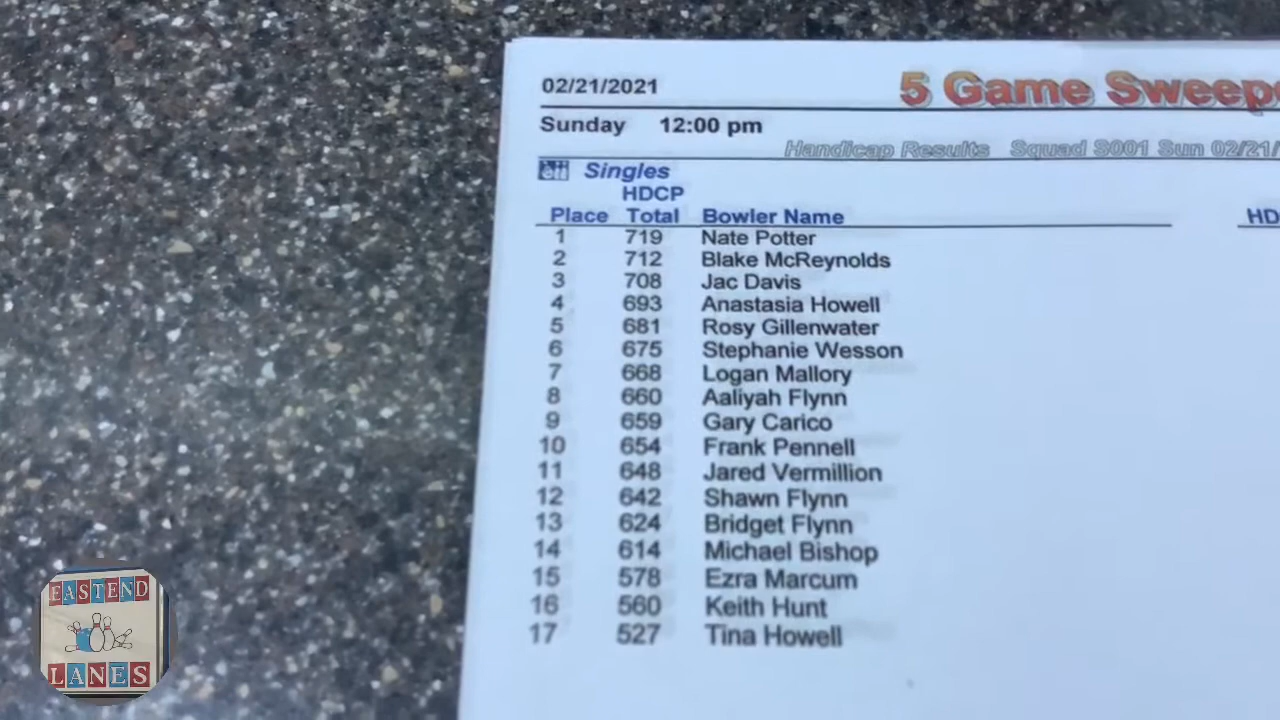 02/21/2021
5 Game
Sunday 12:00 pm
Handicap Results Squad S001 Sun 02/21/
Singles
HDCP
Place Total Bowler Name
HD
1 719 Nate Potter
2 712 Blake McReynolds
3 708 Jac Davis
4 693 Anastasia Howell
5 681 Rosy Gillenwater
6 675 Stephanie Wesson
7 668 Logan Mallory
8 660 Aaliyah Flynn
9 659 Gary Carico
10 654 Frank Pennell
11 648 Jared Vermillion
12 642 Shawn Flynn
13 624 Bridget Flynn
14 614 Michael Bishop
15 578 Ezra Marcum
16 560 Keith Hunt
17 527 Tina Howell
EASTEND
LANES